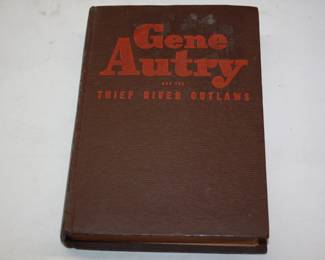 Gene
Autry
AND THE
THIEF RIVER OUTLAWS